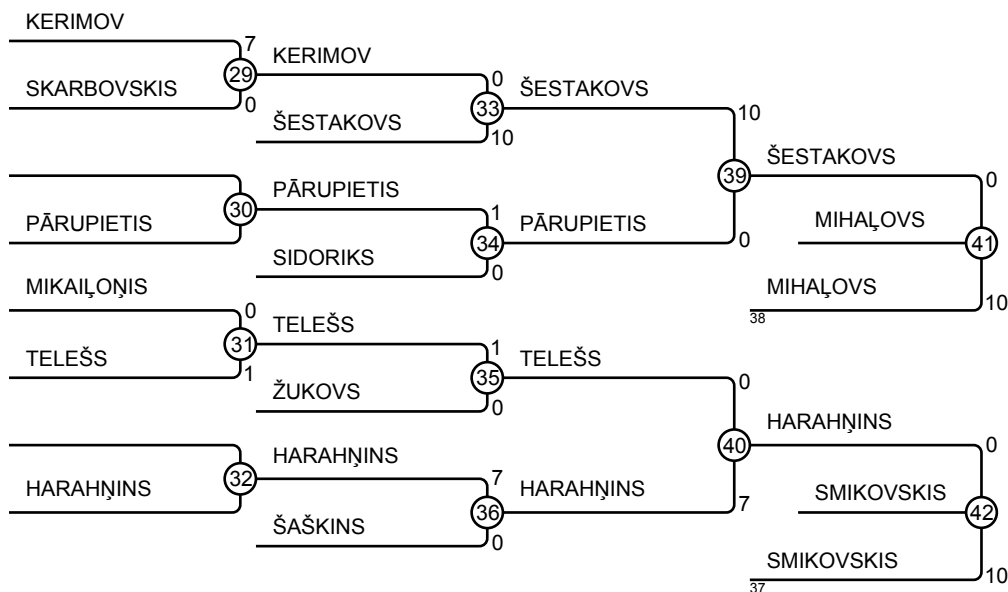 KERIMOV
7
KERIMOV
29
0
SKARBOVSKIS
0
33
ŠESTAKOVS
ŠESTAKOVS
10
10
ŠESTAKOVS
39
0
PĀRUPIETIS
30
PĀRUPIETIS
1
34
PĀRUPIETIS
0
MIHAĻOVS
41
SIDORIKS
0
MIKAIĻOŅIS
0
MIHAĻOVS
10
38
TELEŠS
31
1
TELEŠS
1
35
TELEŠS
0
ŽUKOVS
0
HARAHŅINS
40
0
HARAHŅINS
32
HARAHŅINS
7
36
HARAHŅINS
7
SMIKOVSKIS
42
ŠAŠKINS
0
SMIKOVSKIS
10
37